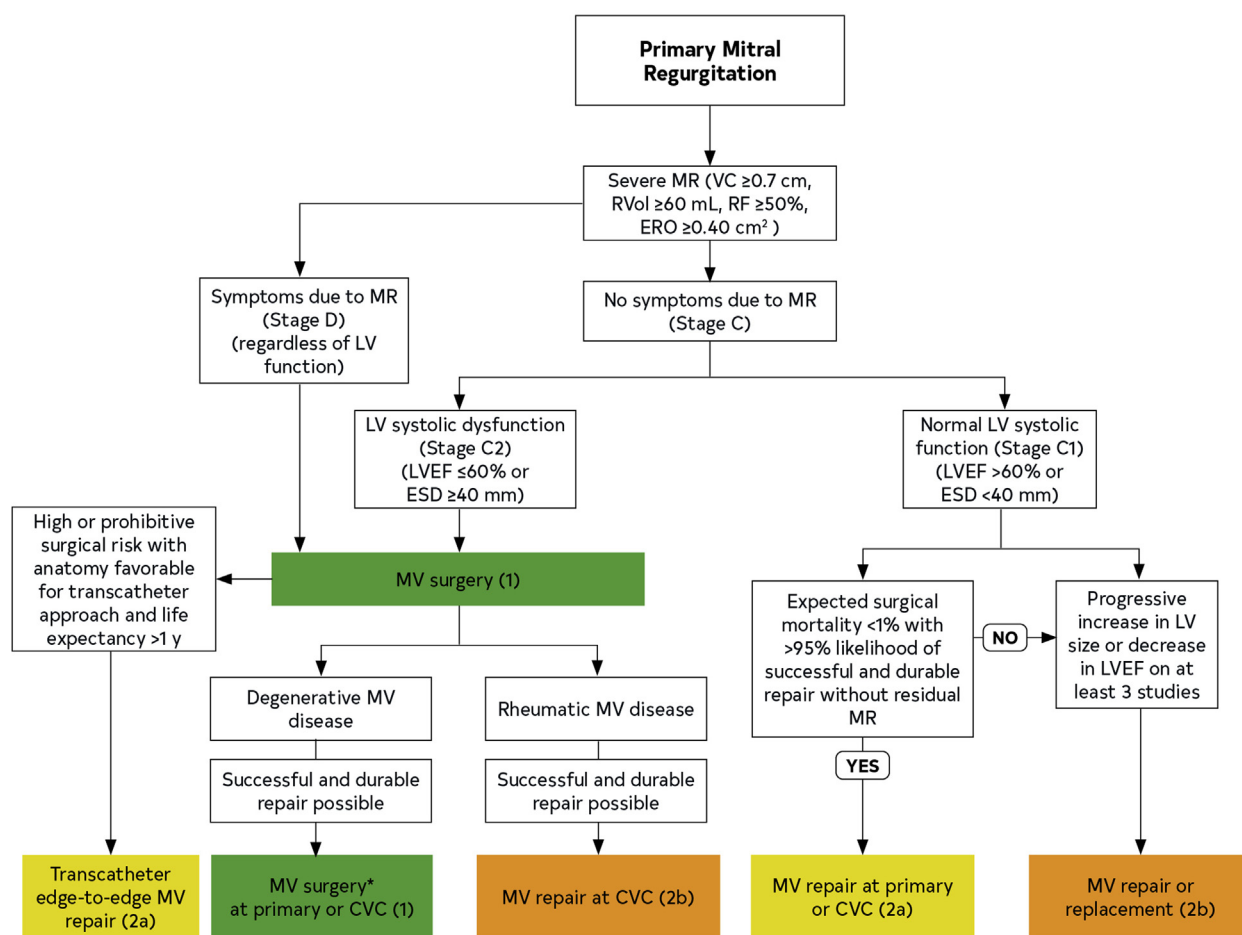 Primary Mitral
Regurgitation
Severe MR (VC ≥0.7 cm,
RVol ≥60 mL, RF ≥50%,
ERO ≥0.40 cm² )
Symptoms due to MR
(Stage D)
(regardless of LV
function)
No symptoms due to MR
(Stage C)
LV systolic dysfunction
(Stage C2)
(LVEF ≤60% or
ESD ≥40 mm)
Normal LV systolic
function (Stage C1)
(LVEF >60% or
ESD <40 mm)
High or prohibitive
surgical risk with
anatomy favorable
for transcatheter
approach and life
expectancy >1 y
MV surgery (1)
Expected surgical
mortality <1% with
>95% likelihood of
successful and durable
repair without residual
MR
NO
Progressive
increase in LV
size or decrease
in LVEF on at
least 3 studies
Degenerative MV
disease
Rheumatic MV disease
YES
Successful and durable
repair possible
Successful and durable
repair possible
Transcatheter
edge-to-edge MV
repair (2a)
MV surgery*
at primary or CVC (1)
MV repair at CVC (2b)
MV repair at primary
or CVC (2a)
MV repair or
replacement (2b)